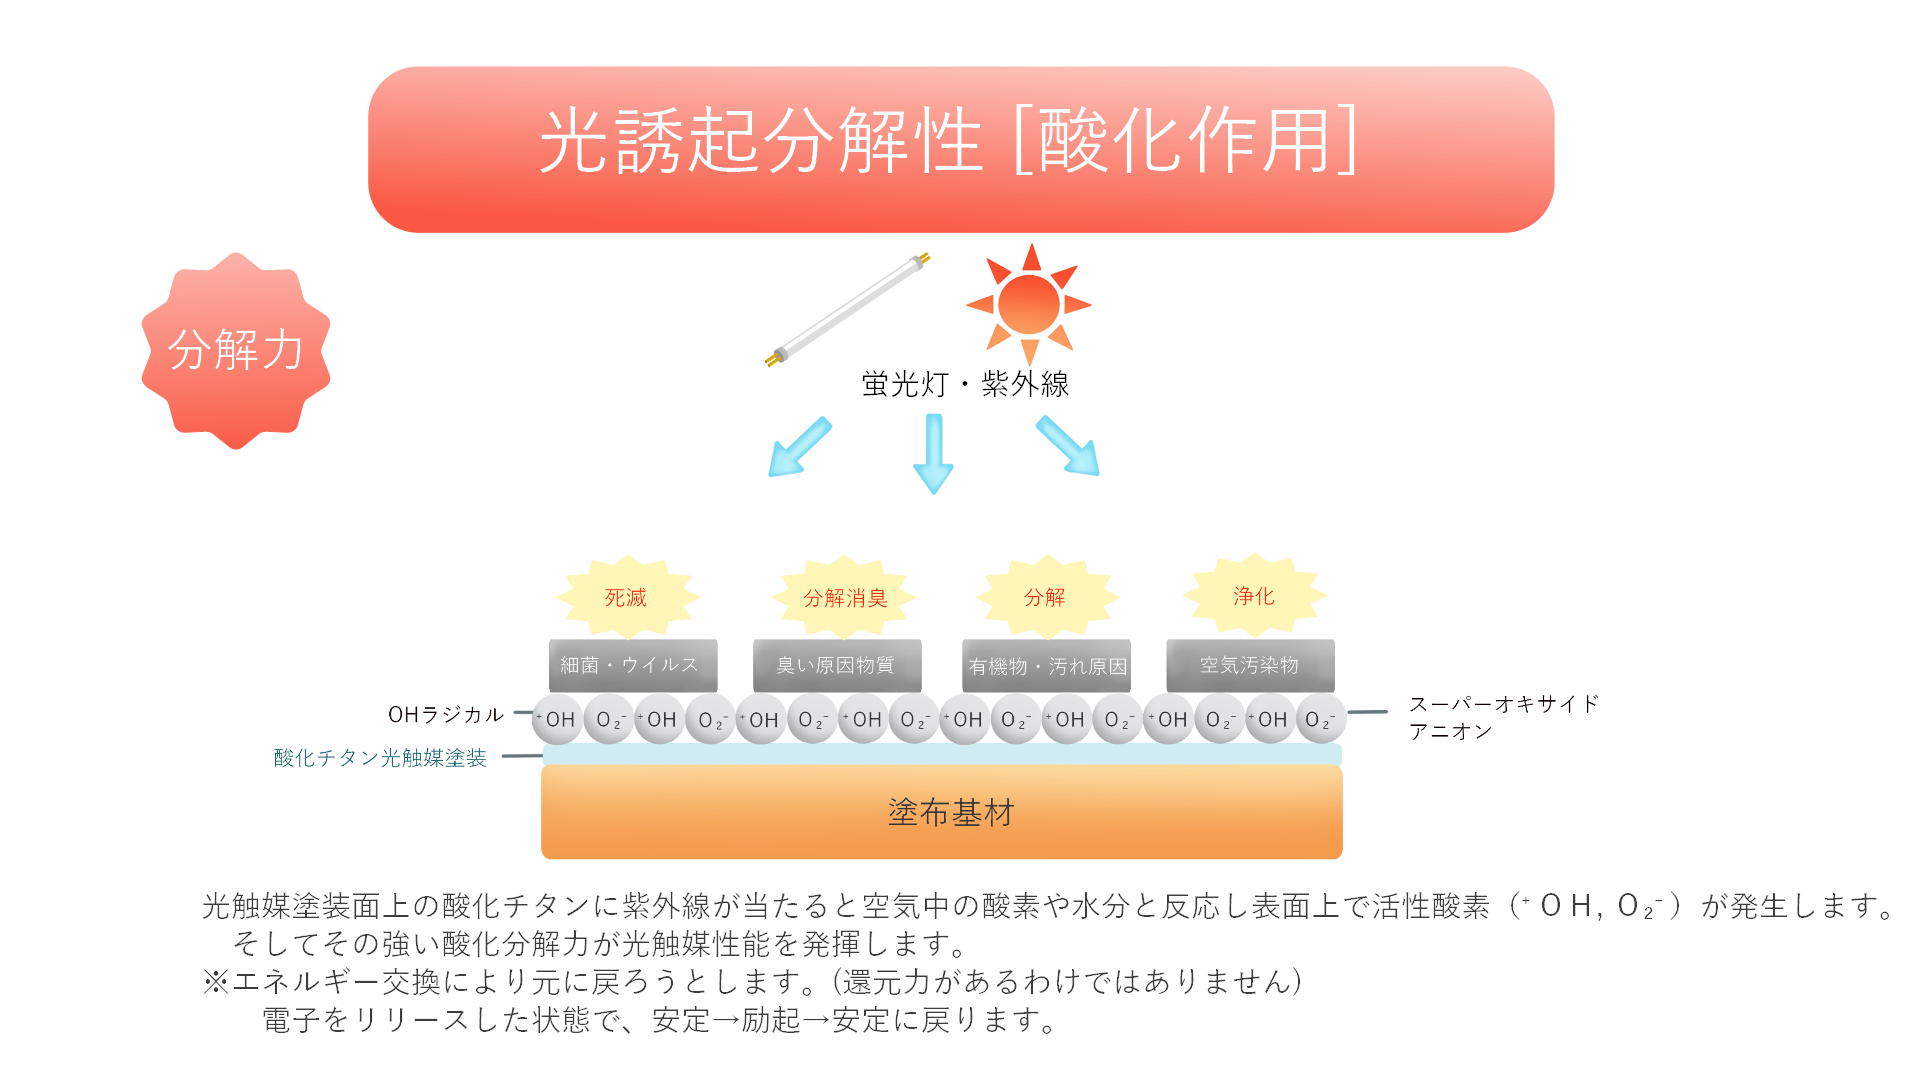 光誘起分解性 [酸化作用]
分解力
蛍光灯・紫外線
死滅
分解消臭
分解
浄化
細菌・ウイルス
臭い原因物質
有機物・汚れ原因
空気汚染物
OHラジカル
⁺OH O₂⁻ ⁺OH O₂⁻ ⁺OH O₂⁻ ⁺OH O₂⁻ ⁺OH O₂⁻ ⁺OH O₂⁻ ⁺OH O₂⁻ ⁺OH O₂⁻
スーパーオキサイド
アニオン
酸化チタン光触媒塗装
塗布基材
光触媒塗装面上の酸化チタンに紫外線が当たると空気中の酸素や水分と反応し表面上で活性酸素（⁺ＯＨ, Ｏ₂⁻）が発生します。
そしてその強い酸化分解力が光触媒性能を発揮します。
※エネルギー交換により元に戻ろうとします。(還元力があるわけではありません)
電子をリリースした状態で、安定→励起→安定に戻ります。